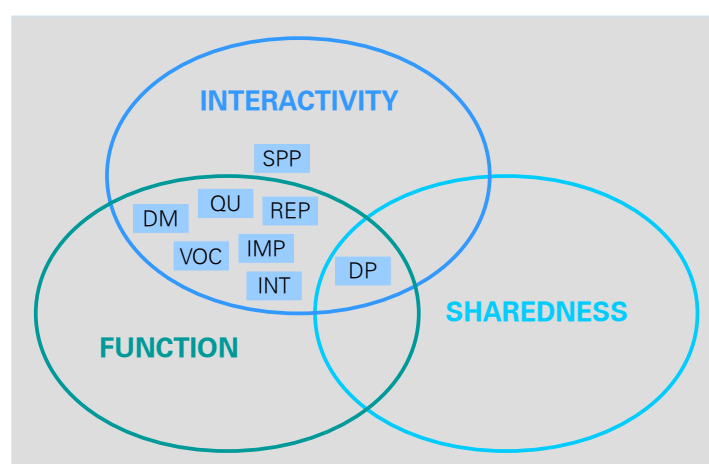 INTERACTIVITY
SPP
QU
REP
DM
IMP
VOC
DP
INT
SHAREDNESS
FUNCTION